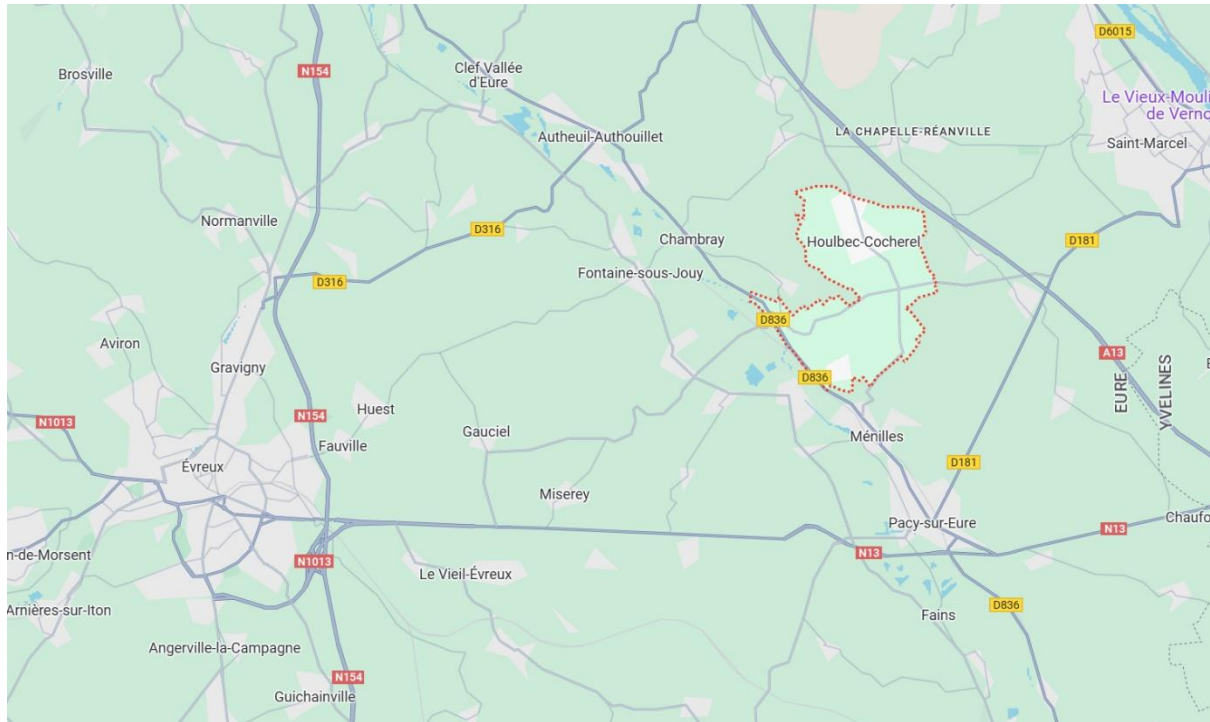 D6015
Brosville
N154
Clef Vallée
d'Eure
Le Vieux-Mouli
de Verno
Autheuil-Authouillet
LA CHAPELLE-RÉANVILLE
Saint-Marcel
Normanville
D316
Chambray
Houlbec-Cocherel
D181
Fontaine-sous-Jouy
D316
D836
Aviron
A13
EURE
YVELINES
Gravigny
D836
Huest
N154
N1013
Gauciel
Ménilles
Fauville
Évreux
D181
Miserey
Pacy-sur-Eure
Chaufo
N13
N13
n-de-Morsent
N1013
Le Vieil-Évreux
Arnières-sur-Iton
D836
Fains
Angerville-la-Campagne
N154
Guichainville